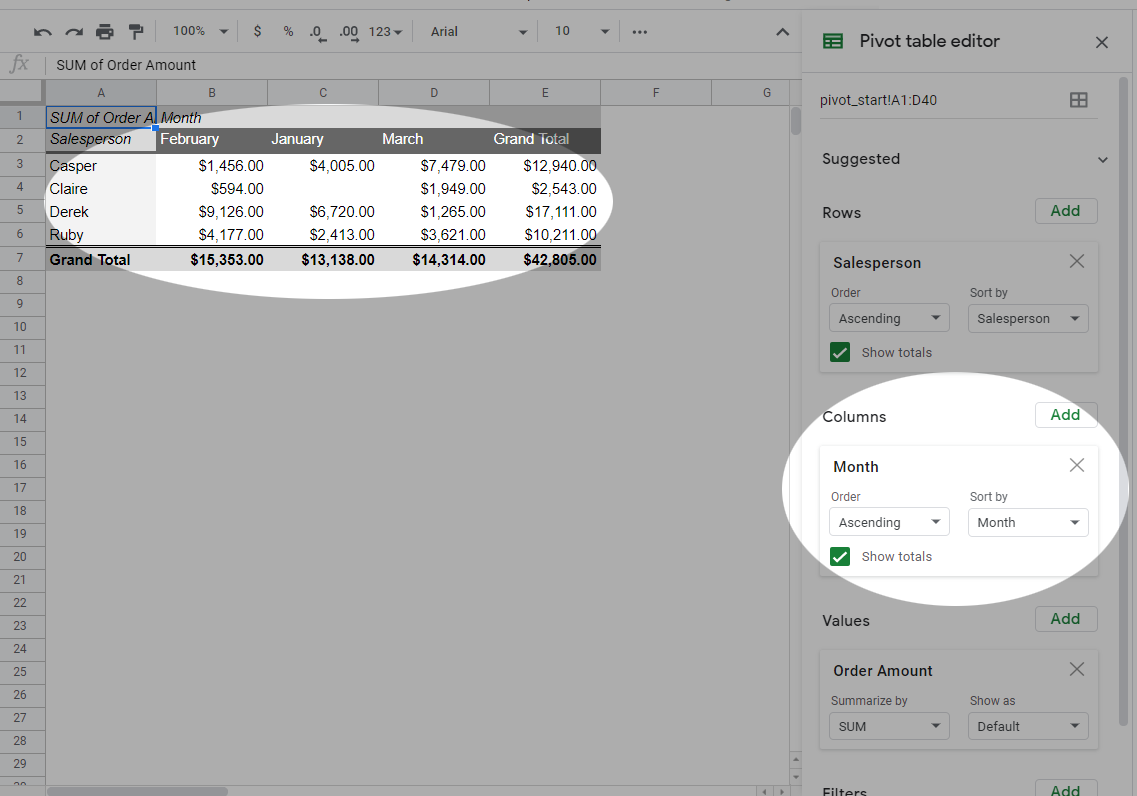 100% $ % .0 .00 123 Arial 10
fx SUM of Order Amount
A B C D E F G
1 SUM of Order A Month
2 Salesperson February January March Grand Total
3 Casper $1,456.00 $4,005.00 $7,479.00 $12,940.00
4 Claire $594.00 $1,949.00 $2,543.00
5 Derek $9,126.00 $6,720.00 $1,265.00 $17,111.00
6 Ruby $4,177.00 $2,413.00 $3,621.00 $10,211.00
7 Grand Total $15,353.00 $13,138.00 $14,314.00 $42,805.00
8
9
10
11
12
13
14
15
16
17
18
19
20
21
22
23
24
25
26
27
28
29
Pivot table editor
pivot_start!A1:D40
Suggested
Rows Add
Salesperson
Order Sort by
Ascending Salesperson
Show totals
Columns Add
Month
Order Sort by
Ascending Month
Show totals
Values Add
Order Amount
Summarize by Show as
SUM Default
Filters Add